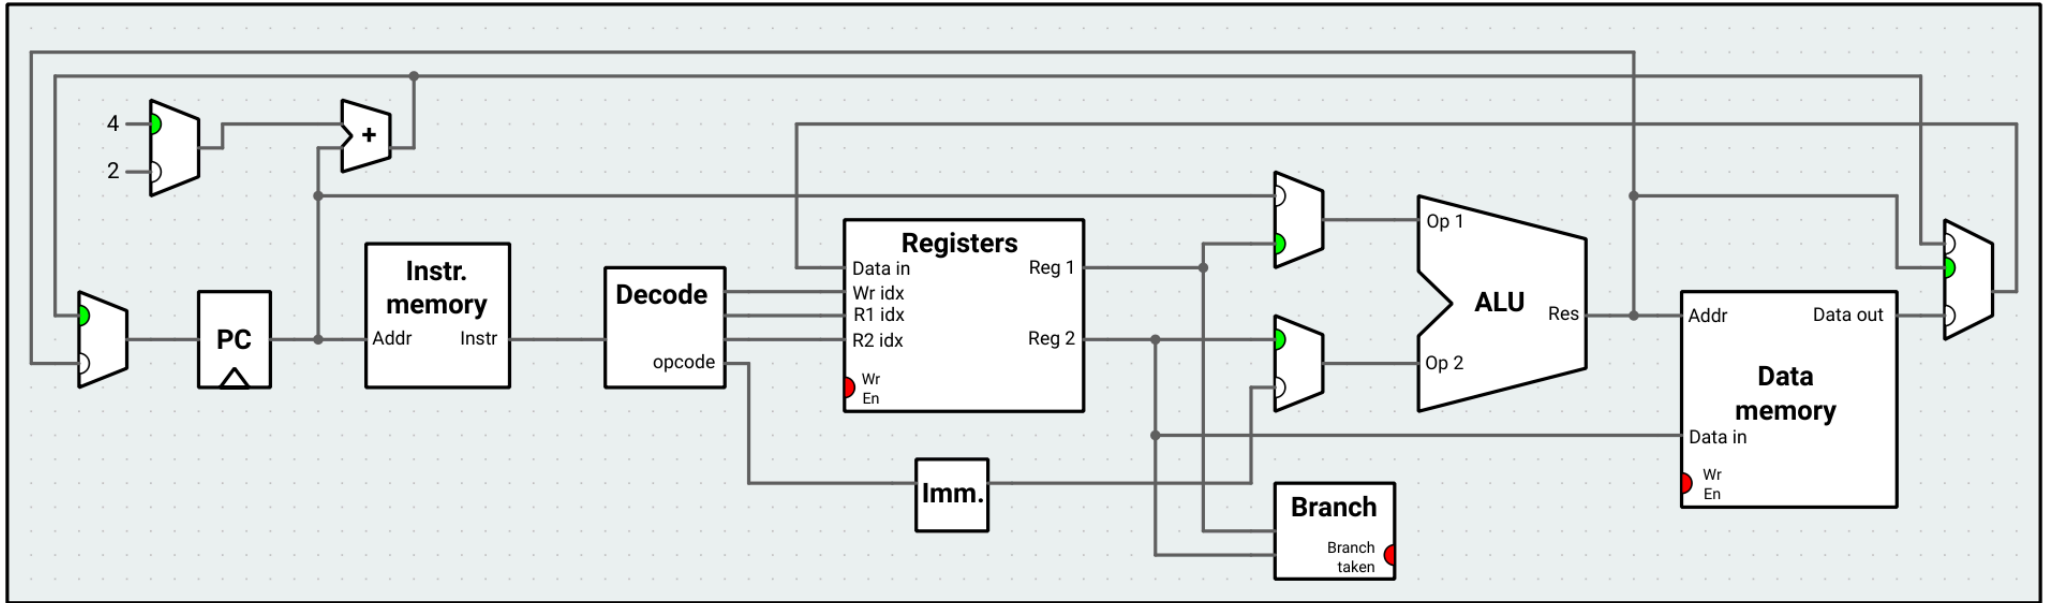 4
2
+
PC
Instr.
memory
Addr
Instr
Decode
opcode
Registers
Data in
Wr idx
R1 idx
R2 idx
Wr
En
Reg 1
Reg 2
Imm.
Branch
Branch
taken
Op 1
Op 2
ALU
Res
Addr
Data out
Data
memory
Data in
Wr
En